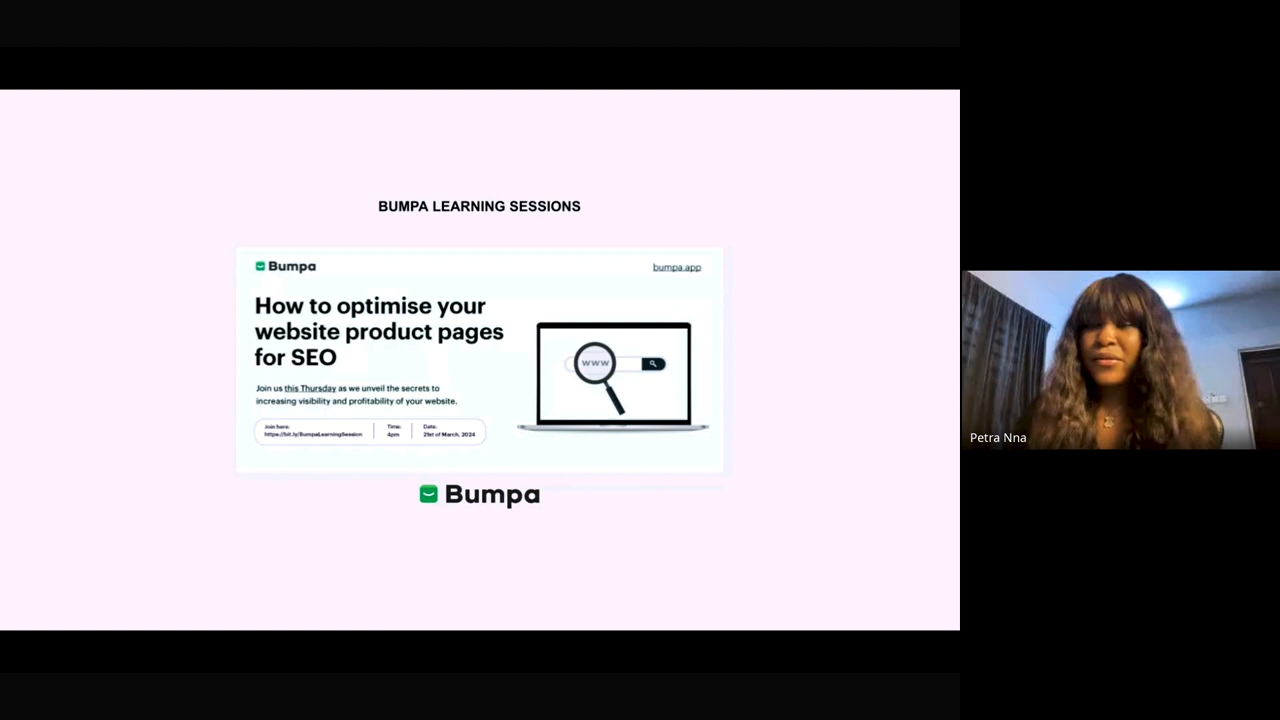 BUMPA LEARNING SESSIONS
Bumpa
bumpa.app
How to optimise your
website product pages
for SEO
Join us this Thursday as we unveil the secrets to
increasing visibility and profitability of your website.
Join here:
https://bit.ly/BumpaLearningSession
Time:
4pm
Date:
21st of March, 2024
www
Bumpa
Petra Nna